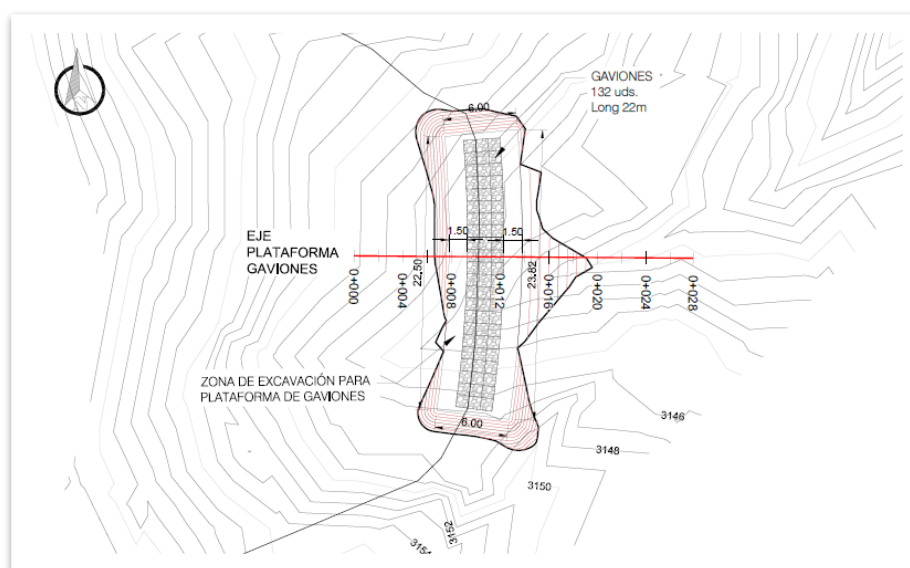 GAVIONES
132 uds.
Long 22m
6.00
EJE
PLATAFORMA
GAVIONES
1.50
1.50
22.50
23.82
0+000
0+004
0+008
0+012
0+016
0+020
0+024
0+028
ZONA DE EXCAVACIÓN PARA
PLATAFORMA DE GAVIONES
6.00
3146
3148
3150
3152
3154